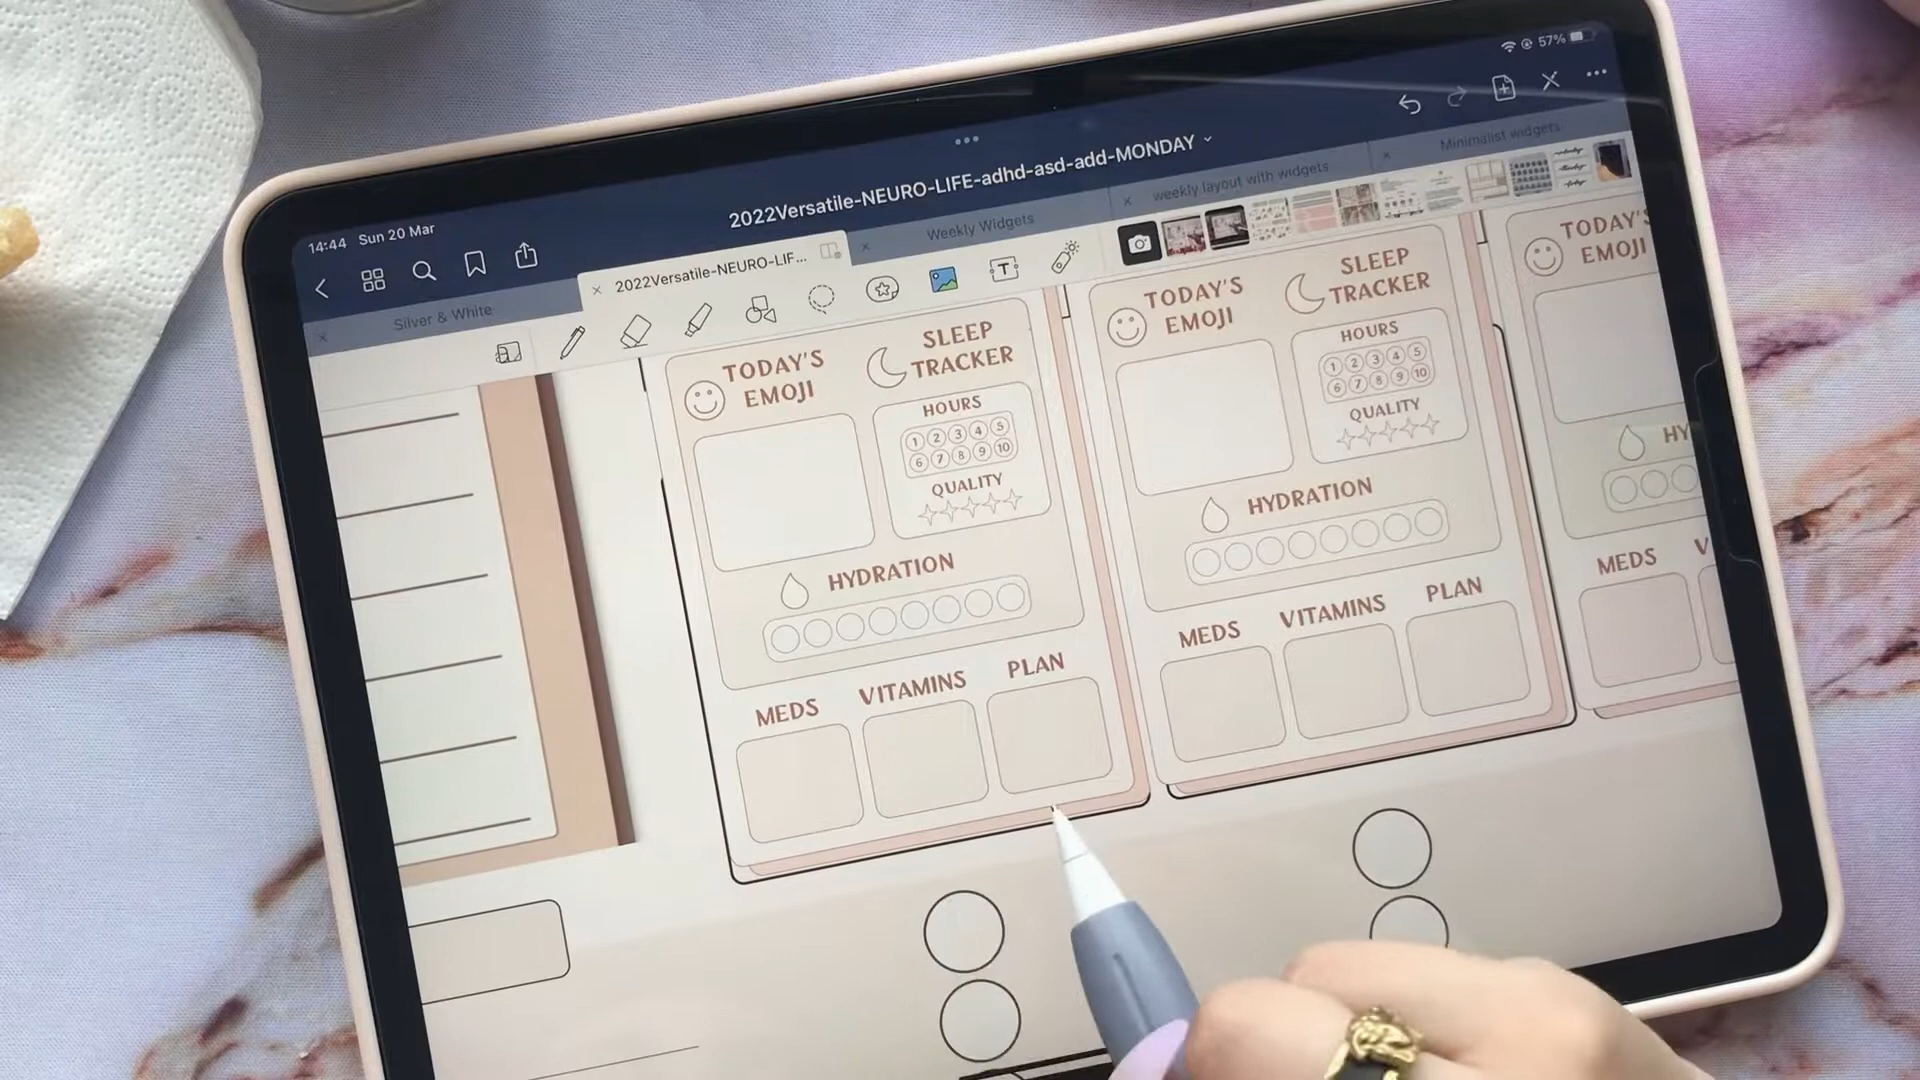 14:44 Sun 20 Mar
57%
2022Versatile-NEURO-LIFE-adhd-asd-add-MONDAY
Silver & White
2022Versatile-NEURO-LIF...
Weekly Widgets
weekly layout with widgets
Minimalist widgets
TODAY'S
EMOJI
SLEEP
TRACKER
HOURS
1 2 3 4 5
6 7 8 9 10
QUALITY
HYDRATION
MEDS VITAMINS PLAN
TODAY'S
EMOJI
SLEEP
TRACKER
HOURS
1 2 3 4 5
6 7 8 9 10
QUALITY
HYDRATION
MEDS VITAMINS PLAN
TODAY'S
EMOJI
HY
MEDS V